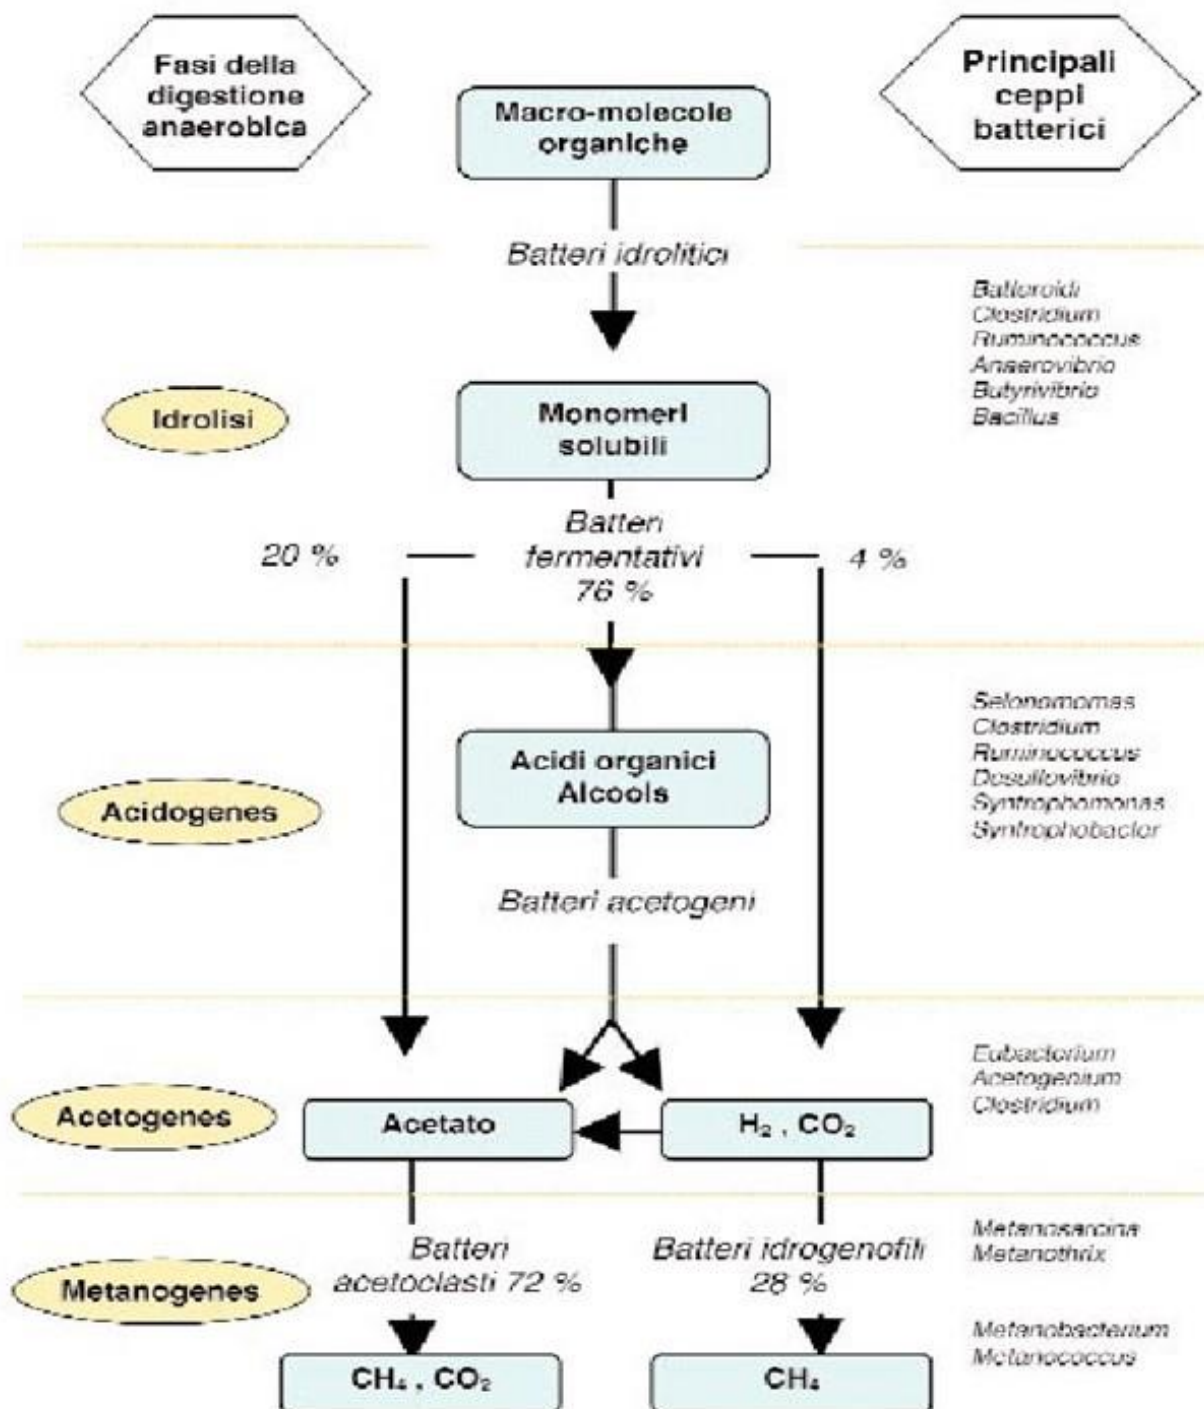 Fasi della
digestione
anaerobica
Macro-molecole
organiche
Principali
ceppi
batterici
Batteri idrolitici
Batteroidi
Clostridium
Ruminococcus
Anaerovibrio
Butyrivibrio
Bacillus
Idrolisi
Monomeri
solubili
20 %
Batteri
fermentativi
76 %
4 %
Selonomomas
Clostridium
Ruminococcus
Desullovibrio
Syntrophomonas
Syntrophobacter
Acidogenes
Acidi organici
Alcools
Batteri acetogeni
Eubacterium
Acetogenium
Clostridium
Acetogenes
Acetato
H₂ , CO₂
Metanosarcina
Metanothrix
Metanogenes
Batteri
acetoclasti 72 %
Batteri idrogenofili
28 %
Metanobacterium
Metanococcus
CH₄ , CO₂
CH₄